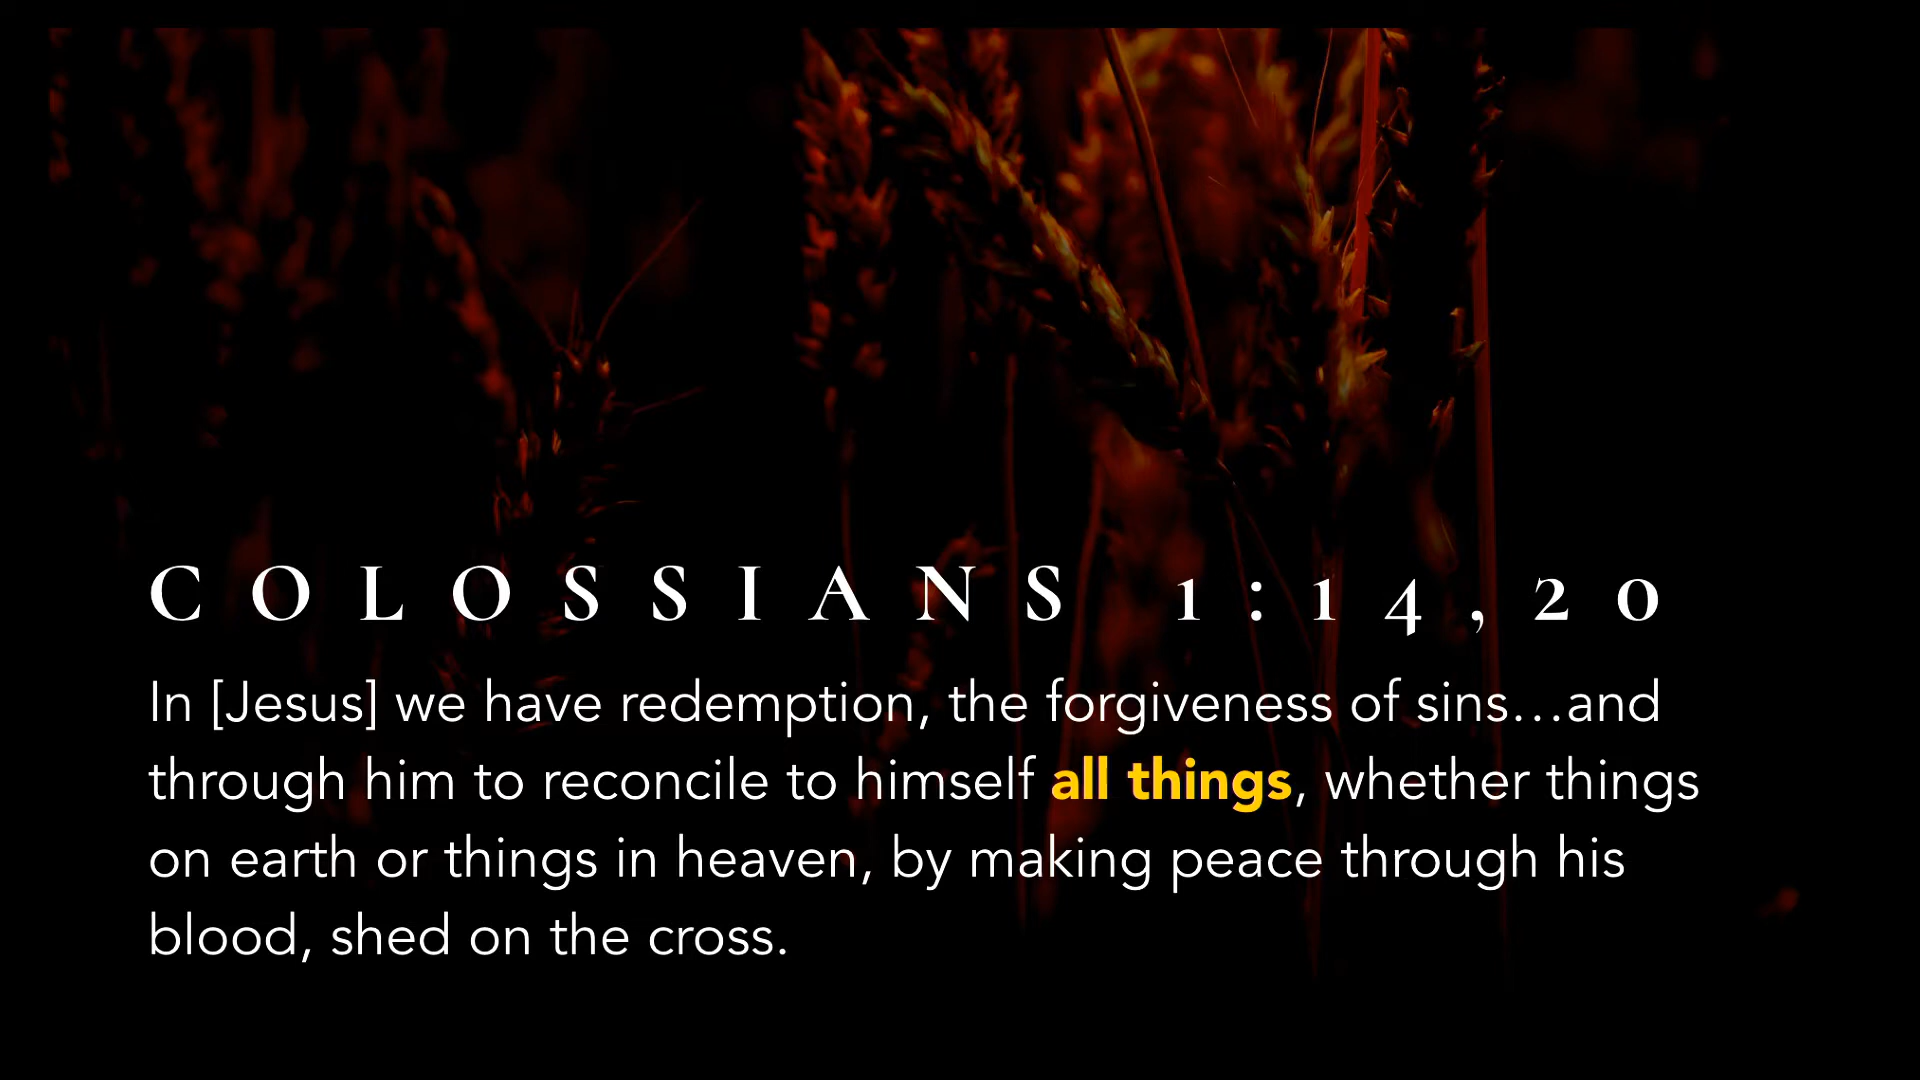 COLOSSIANS 1:14,20
In [Jesus] we have redemption, the forgiveness of sins…and
through him to reconcile to himself all things, whether things
on earth or things in heaven, by making peace through his
blood, shed on the cross.